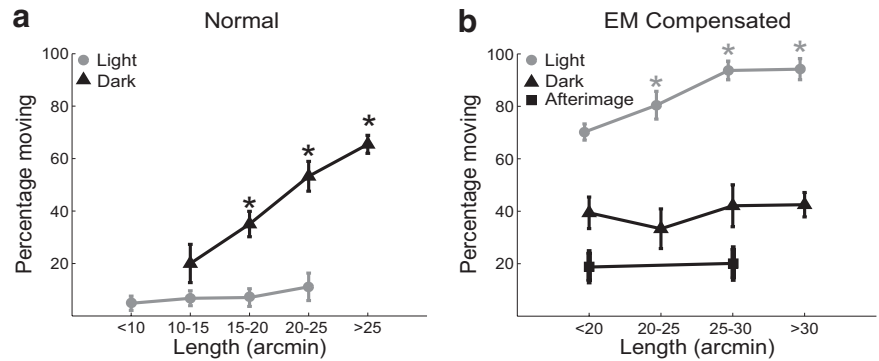 a
Normal
Percentage moving
100
80
60
40
20
Light
Dark
*
*
*
<10
10-15
15-20
20-25
>25
Length (arcmin)
b
EM Compensated
Percentage moving
100
80
60
40
20
Light
Dark
Afterimage
*
*
*
<20
20-25
25-30
>30
Length (arcmin)